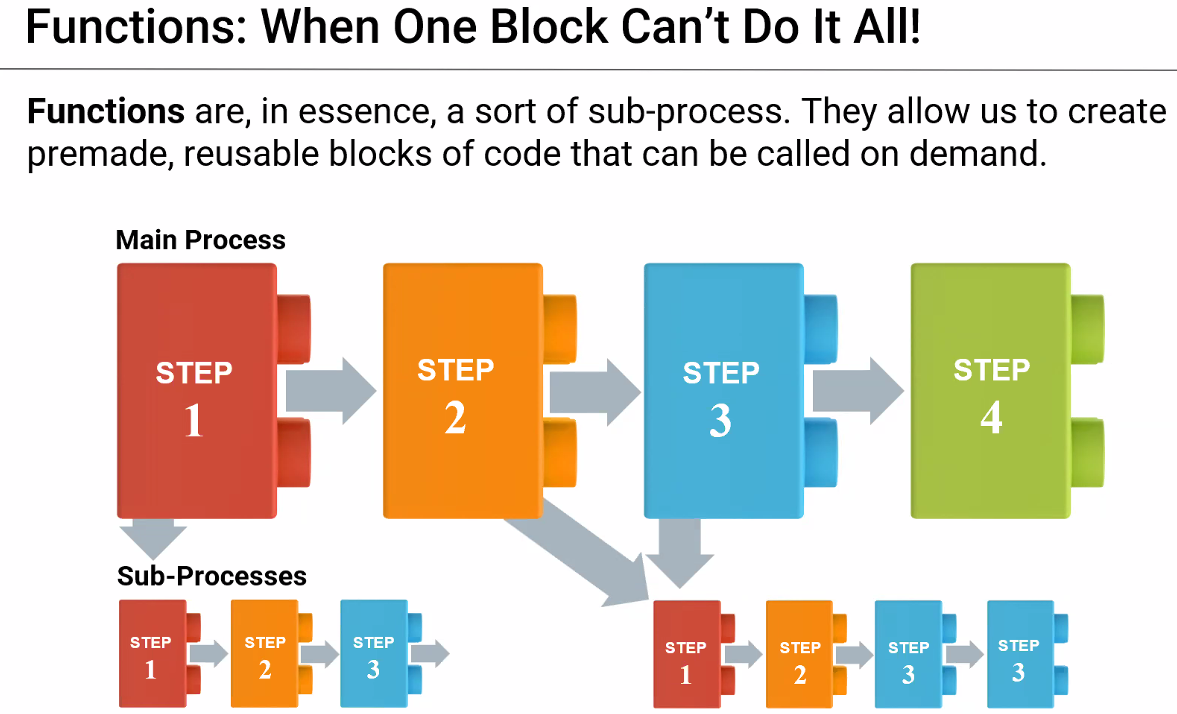 Functions: When One Block Can’t Do It All!
Functions are, in essence, a sort of sub-process. They allow us to create
premade, reusable blocks of code that can be called on demand.
Main Process
STEP
1
STEP
2
STEP
3
STEP
4
Sub-Processes
STEP
1
STEP
2
STEP
3
STEP
1
STEP
2
STEP
3
STEP
3